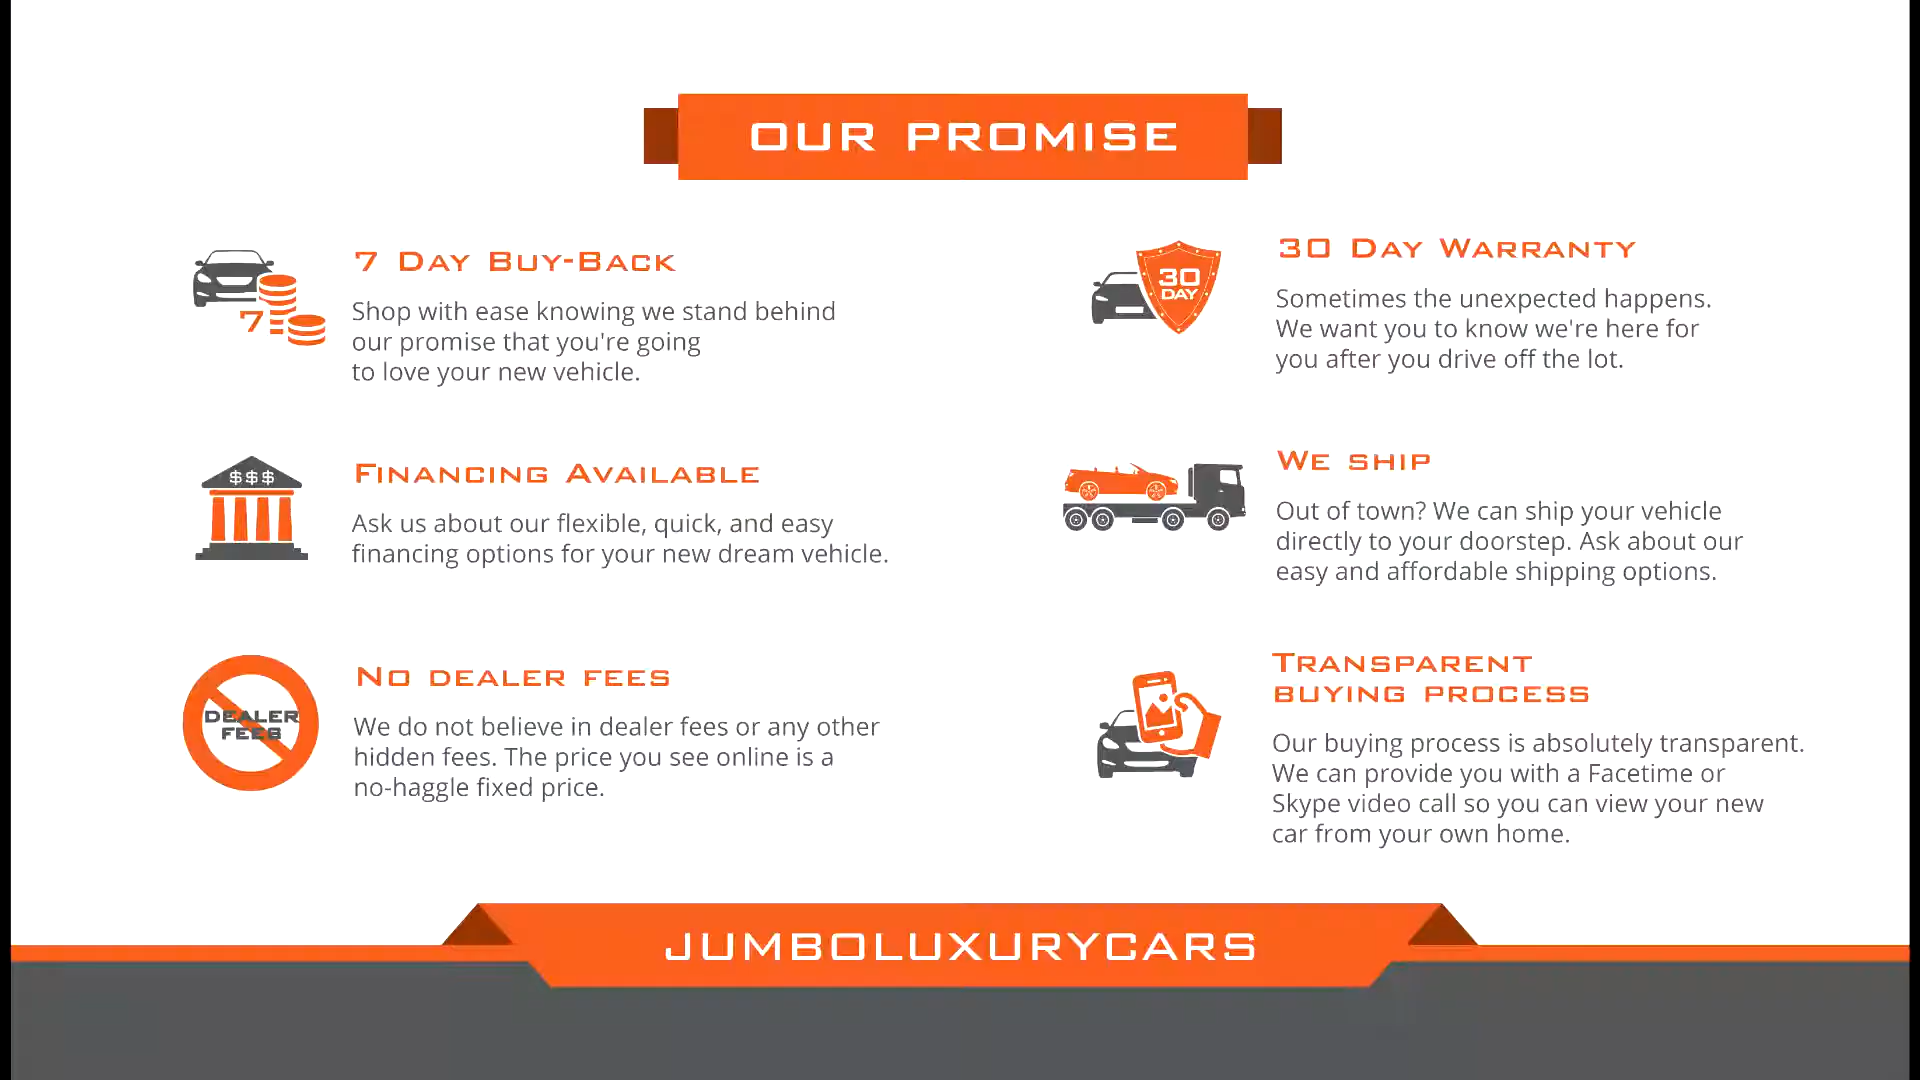 OUR PROMISE
7 DAY BUY-BACK
Shop with ease knowing we stand behind
our promise that you're going
to love your new vehicle.
7
$$$
FINANCING AVAILABLE
Ask us about our flexible, quick, and easy
financing options for your new dream vehicle.
DEALER
FEES
NO DEALER FEES
We do not believe in dealer fees or any other
hidden fees. The price you see online is a
no-haggle fixed price.
30
DAY
30 DAY WARRANTY
Sometimes the unexpected happens.
We want you to know we're here for
you after you drive off the lot.
WE SHIP
Out of town? We can ship your vehicle
directly to your doorstep. Ask about our
easy and affordable shipping options.
TRANSPARENT
BUYING PROCESS
Our buying process is absolutely transparent.
We can provide you with a Facetime or
Skype video call so you can view your new
car from your own home.
JUMBOLUXURYCARS